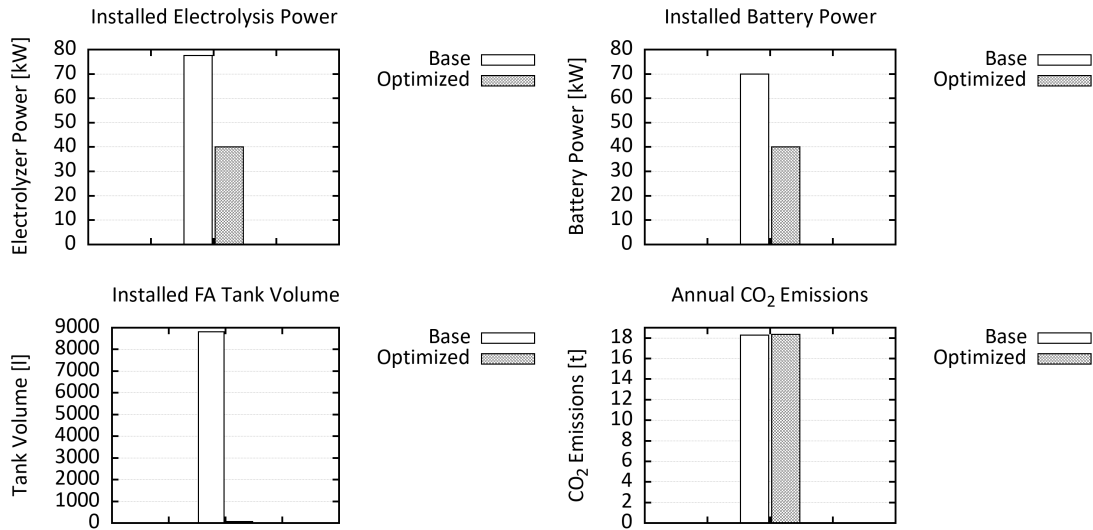 Installed Electrolysis Power
Electrolyzer Power [kW]
80
70
60
50
40
30
20
10
0
Base
Optimized
Installed Battery Power
Battery Power [kW]
80
70
60
50
40
30
20
10
0
Base
Optimized
Installed FA Tank Volume
Tank Volume [l]
9000
8000
7000
6000
5000
4000
3000
2000
1000
0
Base
Optimized
Annual CO₂ Emissions
CO₂ Emissions [t]
18
16
14
12
10
8
6
4
2
0
Base
Optimized